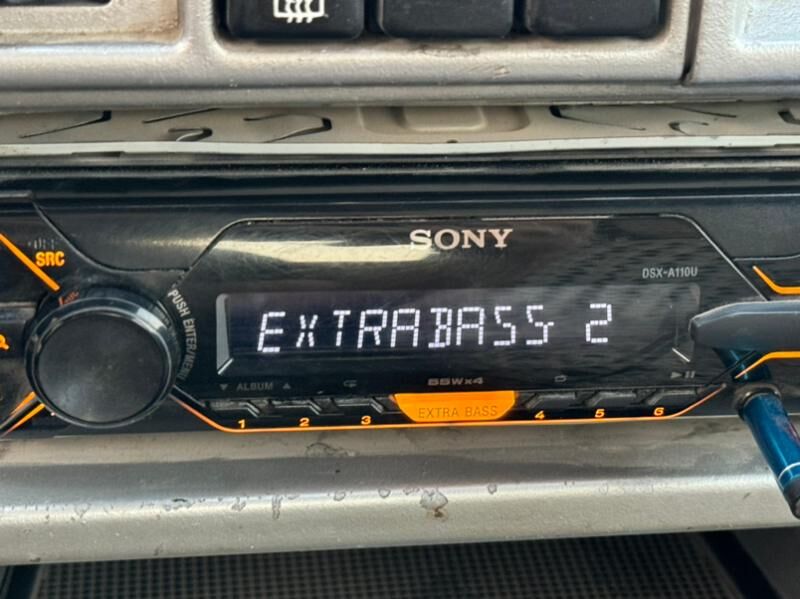 SONY
DSX-A110U
OFF
SRC
PUSH ENTER/MENU
EXTRABASS 2
▼ ALBUM ▲
55Wx4
EXTRA BASS
1 2 3 4 5 6